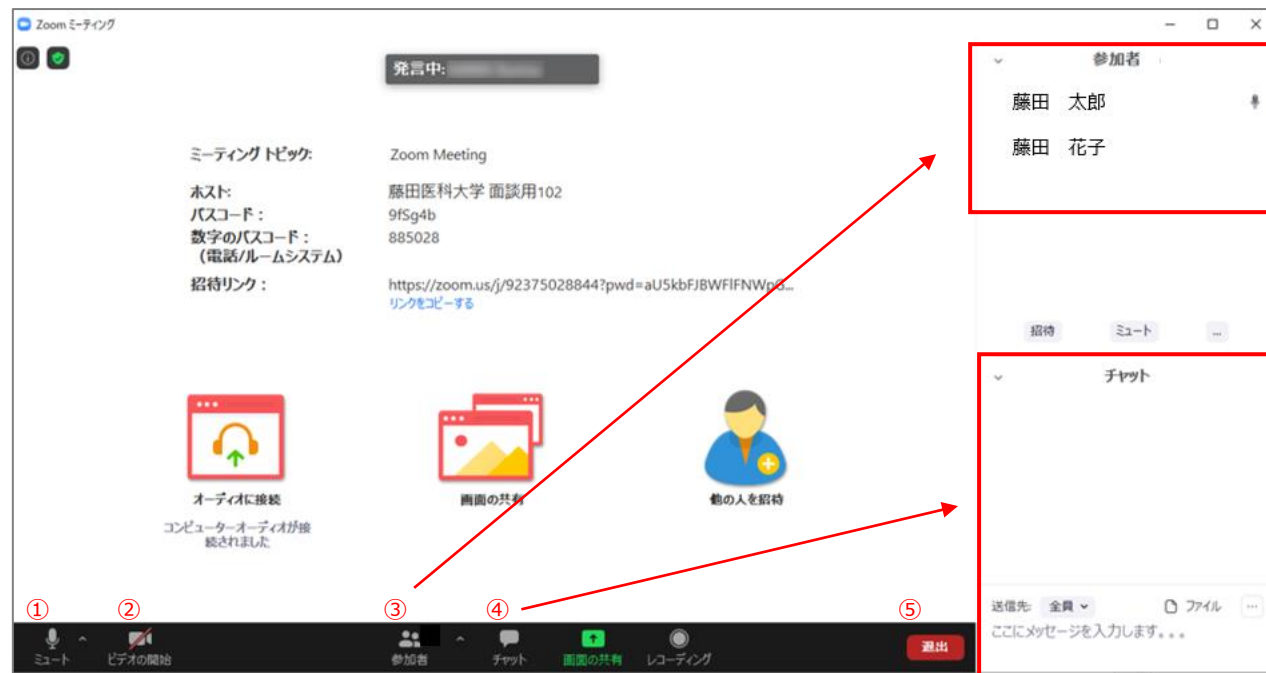 Zoom ミーティング
発言中:
ミーティング トピック:
Zoom Meeting
ホスト:
藤田医科大学 面談用102
パスコード：
9fSg4b
数字のパスコード：
（電話/ルームシステム）
885028
招待リンク：
https://zoom.us/j/92375028844?pwd=aU5kbFJBWFlFNWpG...
リンクをコピーする
オーディオに接続
コンピューターオーディオが接
続されました
画面の共有
他の人を招待
参加者
藤田　太郎
藤田　花子
招待
ミュート
...
チャット
送信先: 全員
ファイル
...
ここにメッセージを入力します。。。
①
②
③
④
⑤
ミュート
ビデオの開始
参加者
チャット
画面の共有
レコーディング
退出